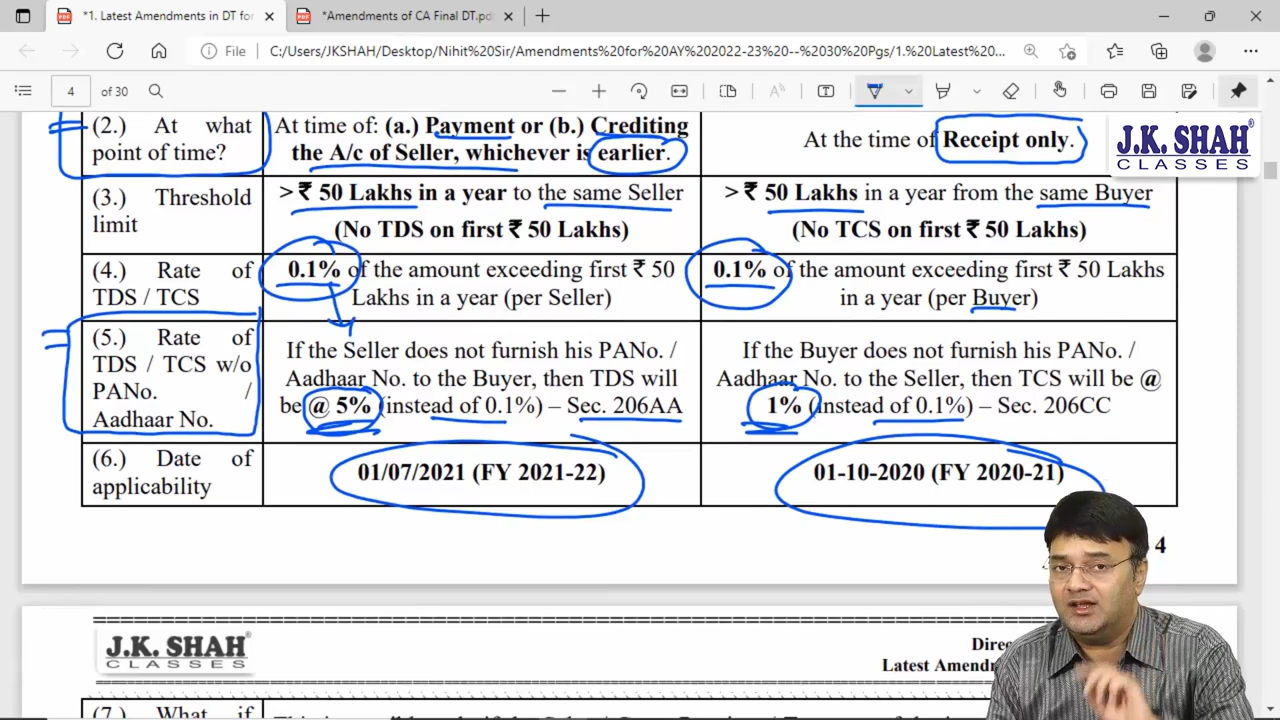 *1. Latest Amendments in DT for
*Amendments of CA Final DT.pd
File
C:/Users/JKSHAH/Desktop/Nihit%20Sir/Amendments%20for%20AY%202022-23%20--%2030%20Pgs/1.%20Latest%20...
4 of 30
J.K. SHAH®
CLASSES
(2.) At what
point of time?
At time of: (a.) Payment or (b.) Crediting
the A/c of Seller, whichever is earlier.
At the time of Receipt only.
(3.) Threshold
limit
> ₹ 50 Lakhs in a year to the same Seller
(No TDS on first ₹ 50 Lakhs)
> ₹ 50 Lakhs in a year from the same Buyer
(No TCS on first ₹ 50 Lakhs)
(4.) Rate of
TDS / TCS
0.1% of the amount exceeding first ₹ 50
Lakhs in a year (per Seller)
0.1% of the amount exceeding first ₹ 50 Lakhs
in a year (per Buyer)
(5.) Rate of
TDS / TCS w/o
PANo. /
Aadhaar No.
If the Seller does not furnish his PANo. /
Aadhaar No. to the Buyer, then TDS will
be @ 5% (instead of 0.1%) – Sec. 206AA
If the Buyer does not furnish his PANo. /
Aadhaar No. to the Seller, then TCS will be @
1% (instead of 0.1%) – Sec. 206CC
(6.) Date of
applicability
01/07/2021 (FY 2021-22)
01-10-2020 (FY 2020-21)
4
J.K. SHAH®
CLASSES
Latest
(7.) What if